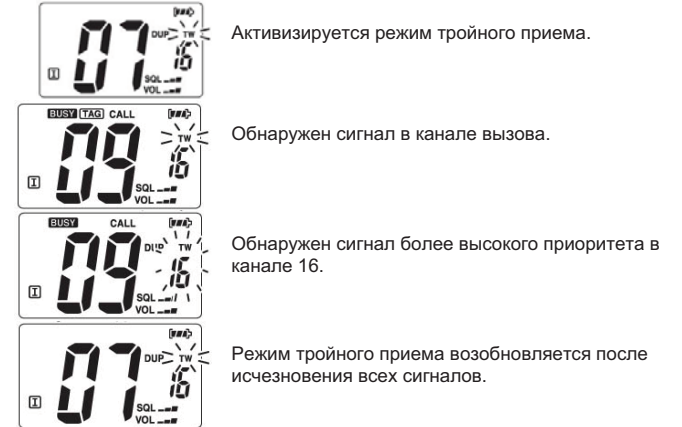 07 DUP TW
16
I SQL
VOL
Активизируется режим тройного приема.
BUSY TAG CALL
09 TW
16
I SQL
VOL
Обнаружен сигнал в канале вызова.
BUSY CALL
09 DUP TW
16
I SQL
VOL
Обнаружен сигнал более высокого приоритета в
канале 16.
07 DUP TW
16
I SQL
VOL
Режим тройного приема возобновляется после
исчезновения всех сигналов.